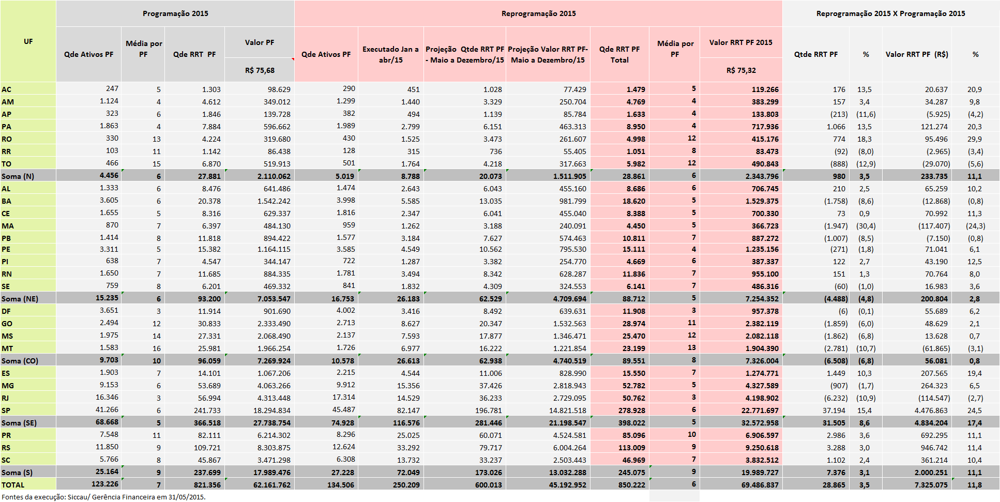 Programação 2015 Reprogramação 2015 Reprogramação 2015 X Programação 2015
UF Qde Ativos PF Média por PF Qde RRT PF Valor PF Qde Ativos PF Executado Jan a abr/15 Projeção Qtde RRT PF - Maio a Dezembro/15 Projeção Valor RRT PF- Maio a Dezembro/15 Qde RRT PF Total Média por PF Valor RRT PF 2015 Qtde RRT PF % Valor RRT PF (R$) %
R$ 75,68 R$ 75,32
AC 247 5 1.303 98.629 290 451 1.028 77.429 1.479 5 119.266 176 13,5 20.637 20,9
AM 1.124 4 4.612 349.012 1.299 1.440 3.329 250.704 4.769 4 383.299 157 3,4 34.287 9,8
AP 323 6 1.846 139.728 382 494 1.139 85.784 1.633 4 133.803 (213) (11,6) (5.925) (4,2)
PA 1.863 4 7.884 596.662 1.989 2.799 6.151 463.313 8.950 4 717.936 1.066 13,5 121.274 20,3
RO 330 13 4.224 319.680 430 1.525 3.473 261.607 4.998 12 415.176 774 18,3 95.496 29,9
RR 103 11 1.142 86.438 128 315 736 55.405 1.051 8 83.473 (92) (8,0) (2.965) (3,4)
TO 466 15 6.870 519.913 501 1.764 4.218 317.663 5.982 12 490.843 (888) (12,9) (29.070) (5,6)
Soma (N) 4.456 6 27.881 2.110.062 5.019 8.788 20.073 1.511.905 28.861 6 2.343.796 980 3,5 233.735 11,1
AL 1.333 6 8.476 641.486 1.474 2.643 6.043 455.160 8.686 6 706.745 210 2,5 65.259 10,2
BA 3.605 6 20.378 1.542.242 3.998 5.585 13.035 981.799 18.620 5 1.529.375 (1.758) (8,6) (12.868) (0,8)
CE 1.655 5 8.316 629.337 1.816 2.347 6.041 455.040 8.388 5 700.330 73 0,9 70.992 11,3
MA 870 7 6.397 484.130 959 1.262 3.188 240.091 4.450 5 366.723 (1.947) (30,4) (117.407) (24,3)
PB 1.414 8 11.818 894.422 1.577 3.184 7.627 574.463 10.811 7 887.272 (1.007) (8,5) (7.150) (0,8)
PE 3.311 5 15.382 1.164.115 3.585 4.549 10.562 795.530 15.111 4 1.235.156 (271) (1,8) 71.041 6,1
PI 638 7 4.547 344.147 722 1.287 3.382 254.770 4.669 6 387.337 122 2,7 43.190 12,5
RN 1.650 7 11.685 884.335 1.781 3.494 8.342 628.287 11.836 7 955.100 151 1,3 70.764 8,0
SE 759 8 6.201 469.332 841 1.832 4.309 324.553 6.141 7 486.316 (60) (1,0) 16.983 3,6
Soma (NE) 15.235 6 93.200 7.053.547 16.753 26.183 62.529 4.709.694 88.712 5 7.254.352 (4.488) (4,8) 200.804 2,8
DF 3.651 3 11.914 901.690 4.002 3.416 8.492 639.631 11.908 3 957.378 (6) (0,1) 55.689 6,2
GO 2.494 12 30.833 2.333.490 2.713 8.627 20.347 1.532.563 28.974 11 2.382.119 (1.859) (6,0) 48.629 2,1
MS 1.975 14 27.331 2.068.490 2.137 7.593 17.877 1.346.471 25.470 12 2.082.118 (1.862) (6,8) 13.628 0,7
MT 1.583 16 25.981 1.966.254 1.726 6.977 16.222 1.221.854 23.199 13 1.904.390 (2.781) (10,7) (61.865) (3,1)
Soma (CO) 9.703 10 96.059 7.269.924 10.578 26.613 62.938 4.740.519 89.551 8 7.326.004 (6.508) (6,8) 56.081 0,8
ES 1.903 7 14.101 1.067.206 2.215 4.544 11.006 828.990 15.550 7 1.274.771 1.449 10,3 207.565 19,4
MG 9.153 6 53.689 4.063.266 9.912 15.356 37.426 2.818.943 52.782 5 4.327.589 (907) (1,7) 264.323 6,5
RJ 16.346 3 56.994 4.313.448 17.314 14.529 36.233 2.729.095 50.762 3 4.198.902 (6.232) (10,9) (114.547) (2,7)
SP 41.266 6 241.733 18.294.834 45.487 82.147 196.781 14.821.518 278.928 6 22.771.697 37.194 15,4 4.476.863 24,5
Soma (SE) 68.668 5 366.518 27.738.754 74.928 116.576 281.446 21.198.547 398.022 5 32.572.958 31.505 8,6 4.834.204 17,4
PR 7.548 11 82.111 6.214.302 8.296 25.025 60.071 4.524.581 85.096 10 6.906.597 2.986 3,6 692.295 11,1
RS 11.850 9 109.721 8.303.875 12.624 33.292 79.717 6.004.264 113.009 9 9.250.618 3.288 3,0 946.742 11,4
SC 5.766 8 45.867 3.471.298 6.308 13.732 33.237 2.503.443 46.969 7 3.832.512 1.102 2,4 361.214 10,4
Soma (S) 25.164 9 237.699 17.989.476 27.228 72.049 173.026 13.032.288 245.075 9 19.989.727 7.376 3,1 2.000.251 11,1
TOTAL 123.226 7 821.356 62.161.762 134.506 250.209 600.013 45.192.952 850.222 6 69.486.837 28.865 3,5 7.325.075 11,8
Fontes da execução: Siccau/ Gerência Financeira em 31/05/2015.